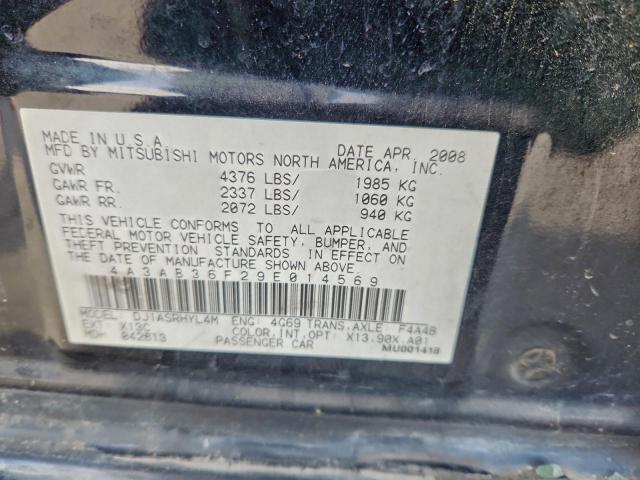 MADE IN U.S.A. DATE APR. 2008
MFD BY MITSUBISHI MOTORS NORTH AMERICA, INC.
GVWR 4376 LBS/ 1985 KG
GAWR FR. 2337 LBS/ 1060 KG
GAWR RR. 2072 LBS/ 940 KG
THIS VEHICLE CONFORMS TO ALL APPLICABLE
FEDERAL MOTOR VEHICLE SAFETY, BUMPER, AND
THEFT PREVENTION STANDARDS IN EFFECT ON
THE DATE OF MANUFACTURE SHOWN ABOVE.
4A3AB36F29E014569
MODEL DJ1ASRHYL4M ENG: 4G69 TRANS.AXLE F4A4B
EXT X13C COLOR,INT,OPT: X13,90X,A01
MD# 042613 PASSENGER CAR MU001418